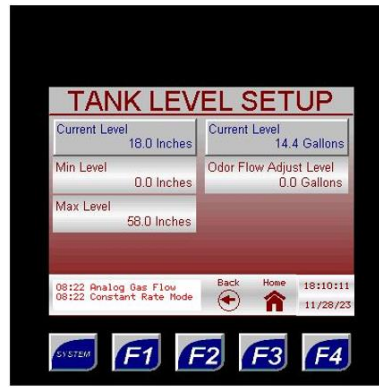 TANK LEVEL SETUP
Current Level
18.0 Inches
Current Level
14.4 Gallons
Min Level
0.0 Inches
Odor Flow Adjust Level
0.0 Gallons
Max Level
58.0 Inches
08:22 Analog Gas Flow
08:22 Constant Rate Mode
Back
Home
18:10:11
11/28/23
SYSTEM
F1
F2
F3
F4